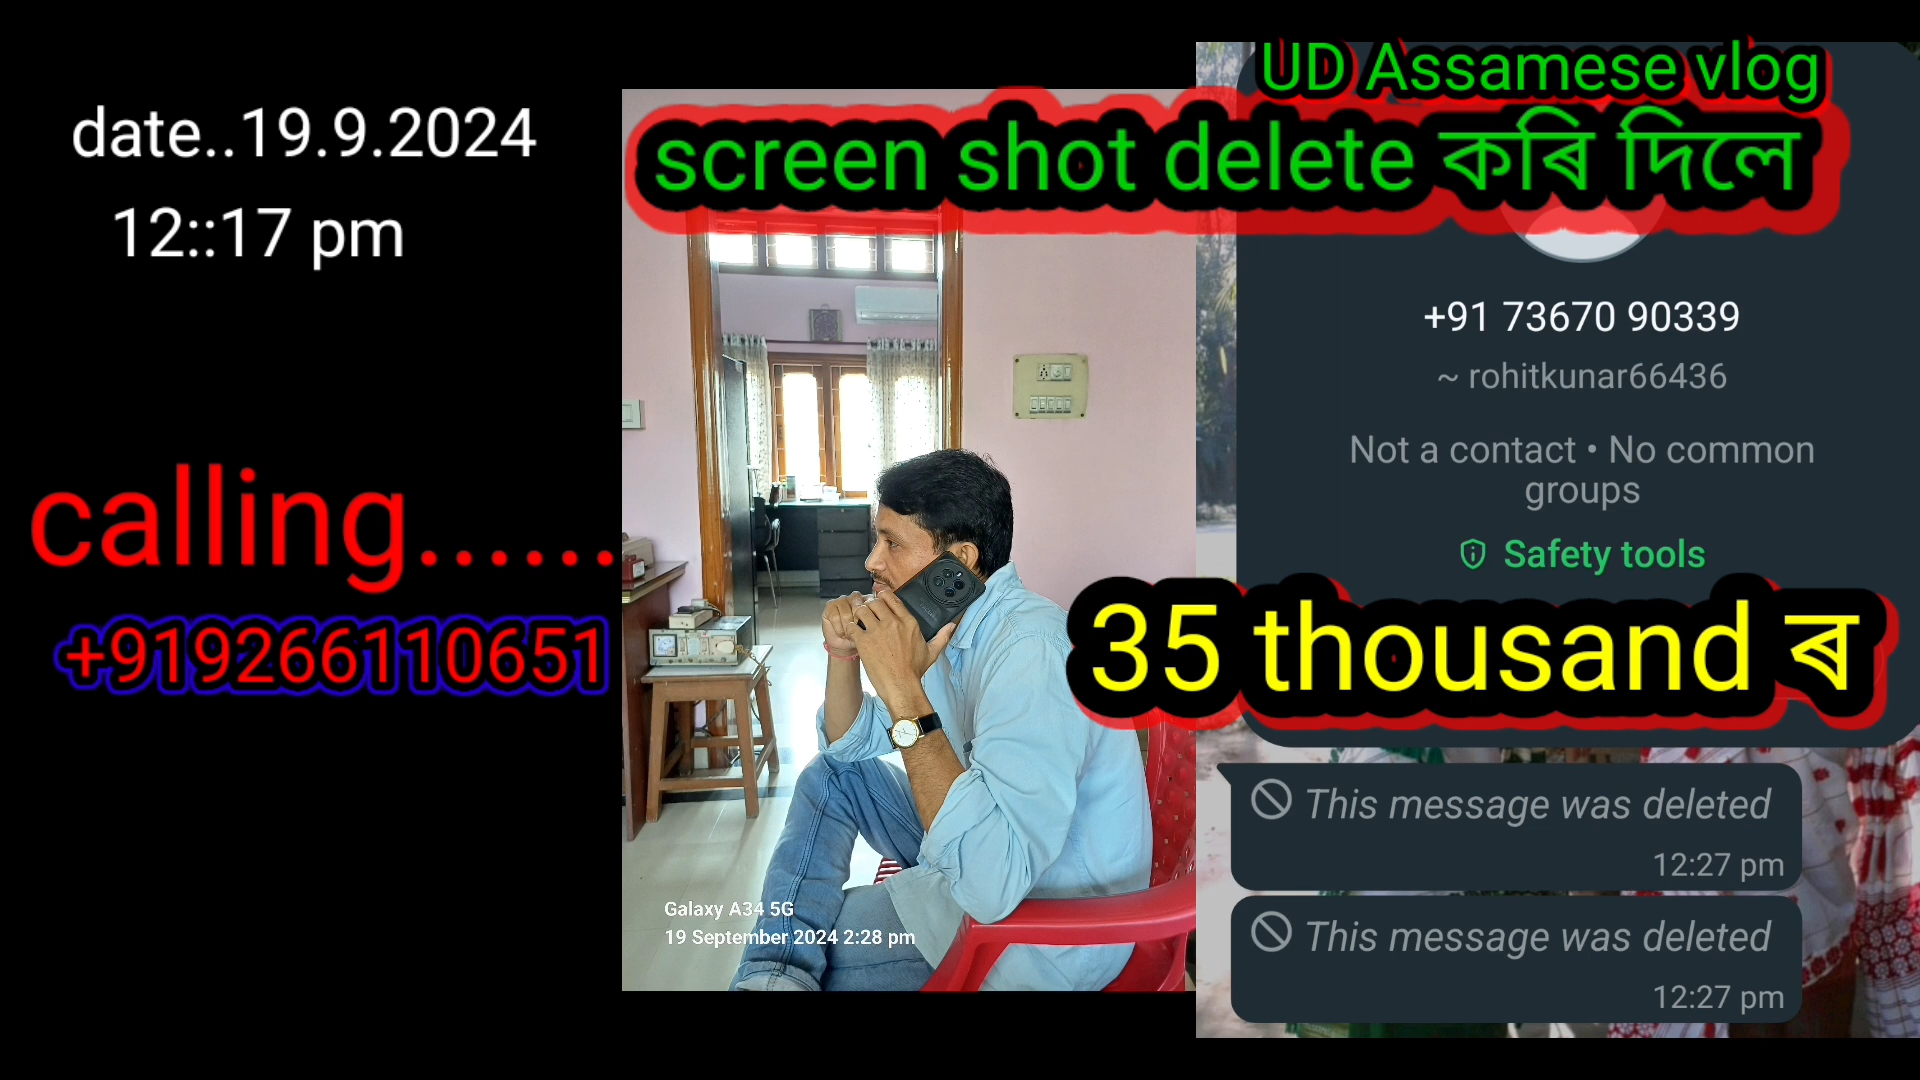 date..19.9.2024
12::17 pm
calling......
+919266110651
UD Assamese vlog
screen shot delete কৰি দিলে
+91 73670 90339
~ rohitkunar66436
Not a contact • No common
groups
Safety tools
35 thousand ৰ
This message was deleted
12:27 pm
This message was deleted
12:27 pm
Galaxy A34 5G
19 September 2024 2:28 pm